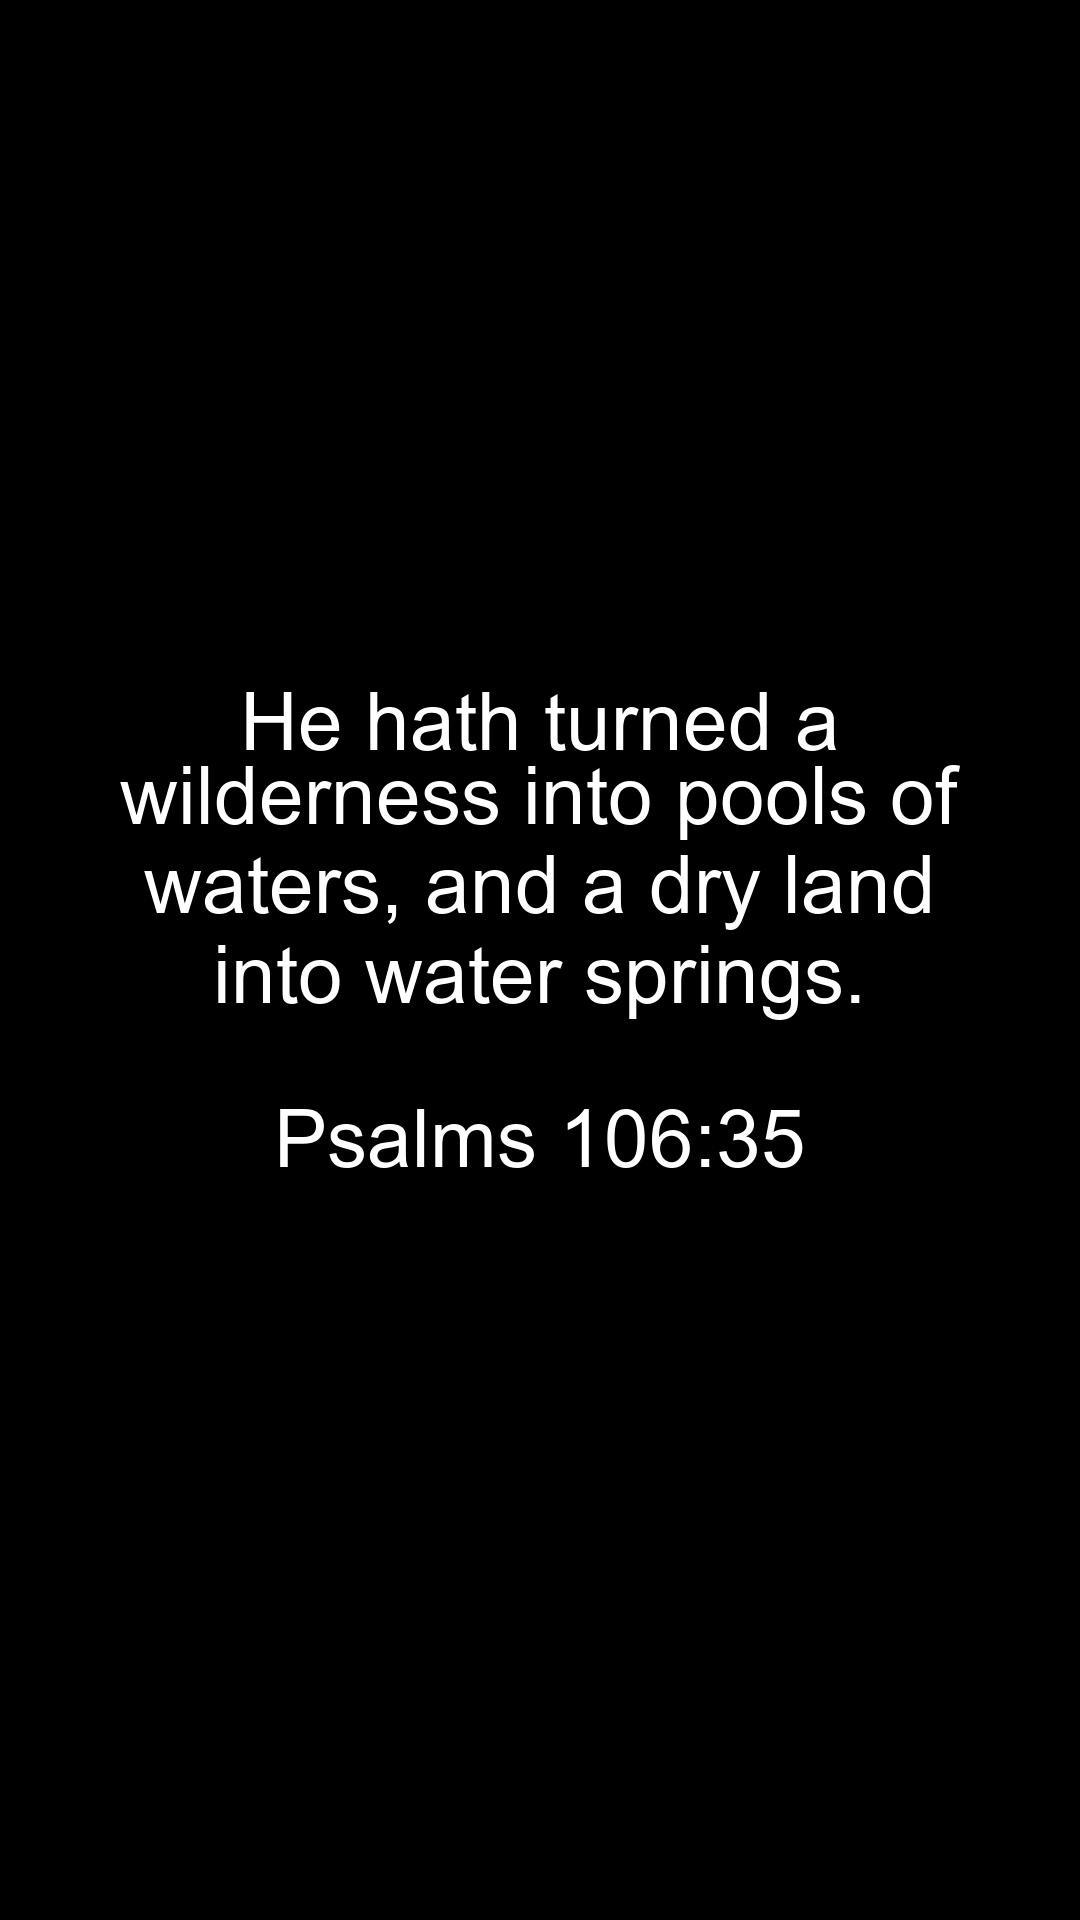 He hath turned a
wilderness into pools of
waters, and a dry land
into water springs.
Psalms 106:35